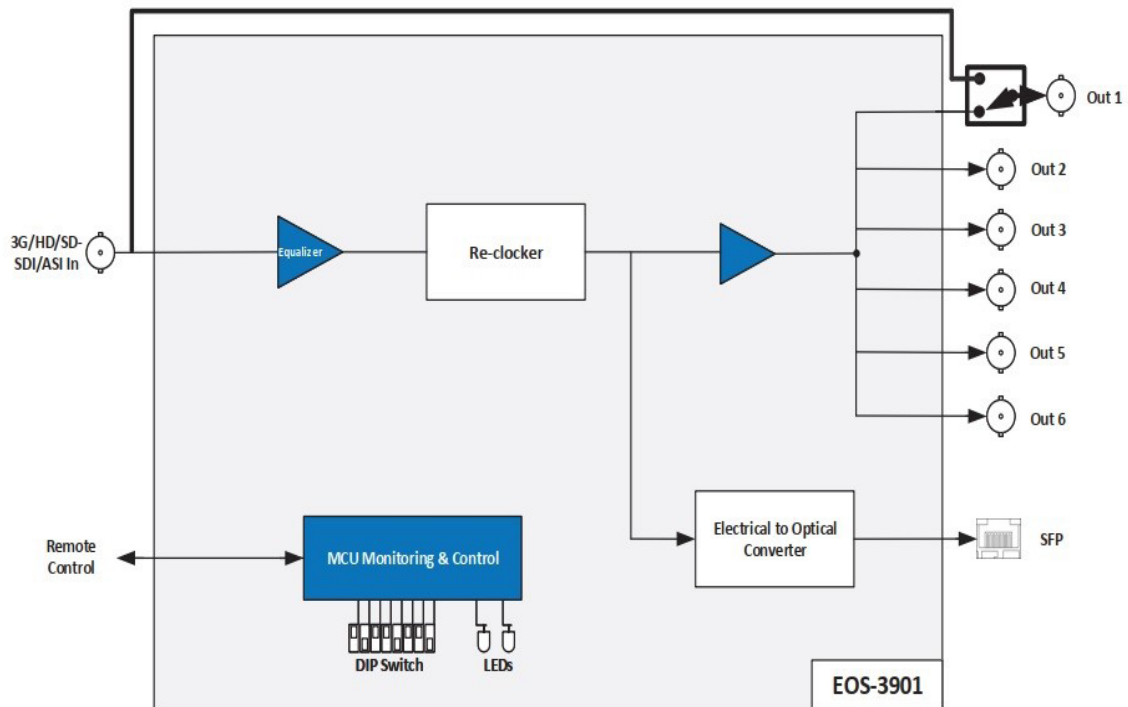 Out 1
Out 2
Out 3
3G/HD/SD-
SDI/ASI In
Equalizer
Re-clocker
Out 4
Out 5
Out 6
Remote
Control
MCU Monitoring & Control
Electrical to Optical
Converter
SFP
DIP Switch
LEDs
EOS-3901